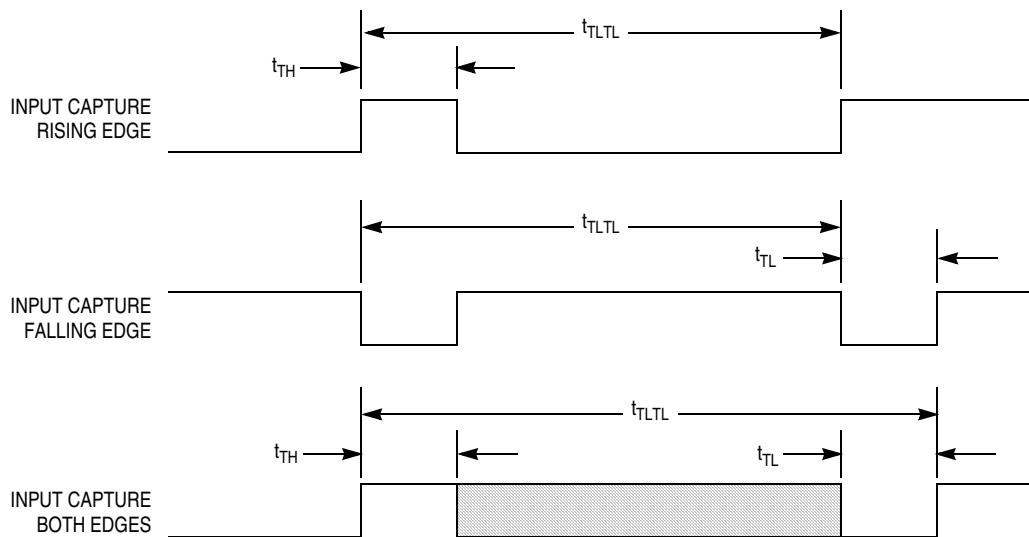 tTLTL
tTH
INPUT CAPTURE
RISING EDGE
tTLTL
tTL
INPUT CAPTURE
FALLING EDGE
tTLTL
tTH
tTL
INPUT CAPTURE
BOTH EDGES